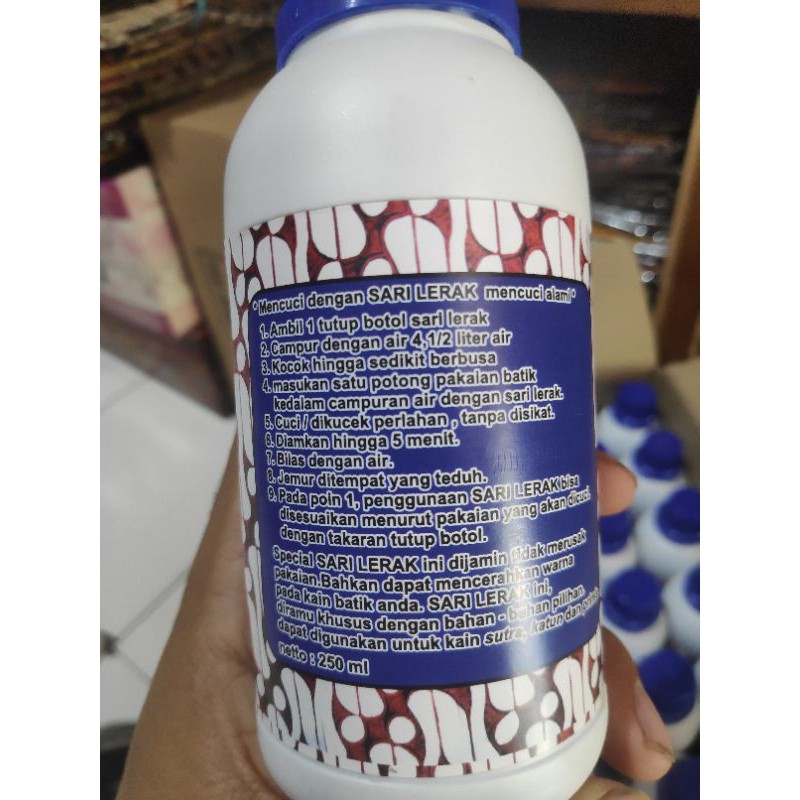 " Mencuci dengan SARI LERAK mencuci alami "
1. Ambil 1 tutup botol sari lerak
2. Campur dengan air 4,1/2 liter air
3. Kocok hingga sedikit berbusa
4. masukan satu potong pakaian batik
kedalam campuran air dengan sari lerak.
5. Cuci / dikucek perlahan , tanpa disikat.
6. Diamkan hingga 5 menit.
7. Bilas dengan air.
8. Jemur ditempat yang teduh.
9. Pada poin 1, penggunaan SARI LERAK bisa
disesuaikan menurut pakaian yang akan dicuci.
dengan takaran tutup botol.
Special SARI LERAK ini dijamin tidak merusak
pakaian.Bahkan dapat mencerahkan warna
pada kain batik anda. SARI LERAK ini,
diramu khusus dengan bahan - bahan pilihan.
dapat digunakan untuk kain sutra, katun dan
netto : 250 ml